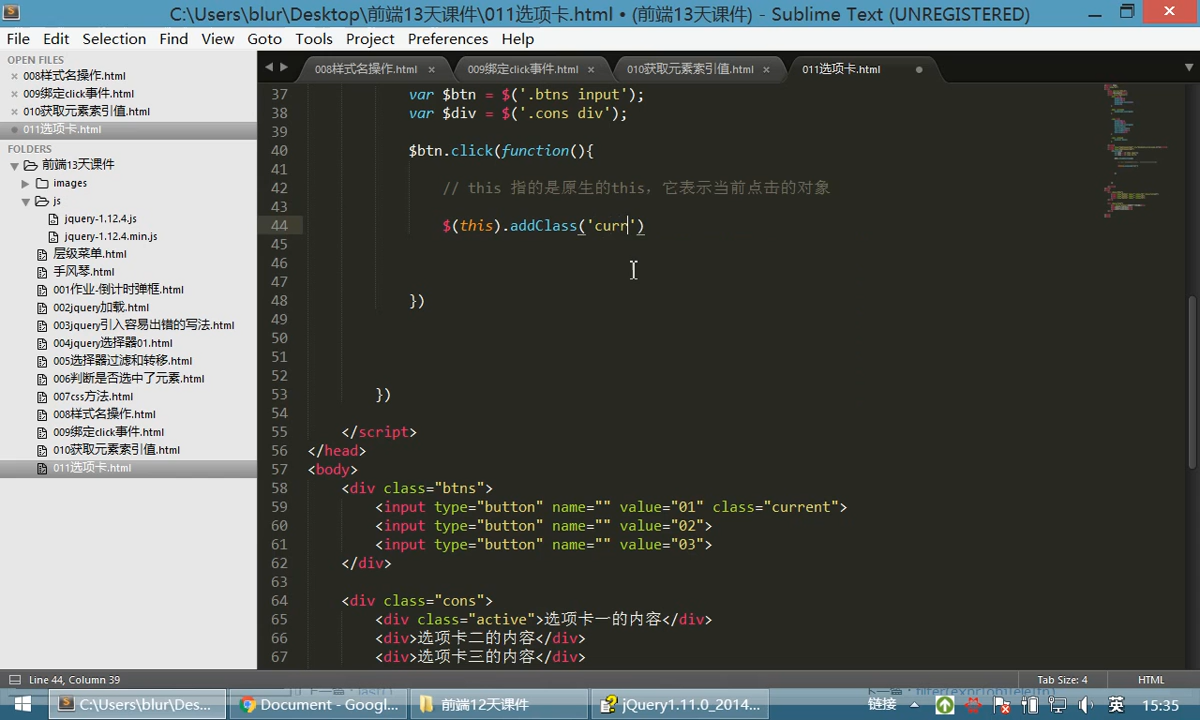 C:\Users\blur\Desktop\前端13天课件\011选项卡.html • (前端13天课件) - Sublime Text (UNREGISTERED)
File Edit Selection Find View Goto Tools Project Preferences Help
OPEN FILES
008样式名操作.html
009绑定click事件.html
010获取元素索引值.html
011选项卡.html
FOLDERS
前端13天课件
images
js
jquery-1.12.4.js
jquery-1.12.4.min.js
层级菜单.html
手风琴.html
001作业-倒计时弹框.html
002jquery加载.html
003jquery引入容易出错的写法.html
004jquery选择器01.html
005选择器过滤和转移.html
006判断是否选中了元素.html
007css方法.html
008样式名操作.html
009绑定click事件.html
010获取元素索引值.html
011选项卡.html
008样式名操作.html 009绑定click事件.html 010获取元素索引值.html 011选项卡.html
37 var $btn = $('.btns input');
38 var $div = $('.cons div');
39
40 $btn.click(function(){
41
42 // this 指的是原生的this，它表示当前点击的对象
43
44 $(this).addClass('curr')
45
46
47
48 })
49
50
51
52
53 })
54
55 </script>
56 </head>
57 <body>
58 <div class="btns">
59 <input type="button" name="" value="01" class="current">
60 <input type="button" name="" value="02">
61 <input type="button" name="" value="03">
62 </div>
63
64 <div class="cons">
65 <div class="active">选项卡一的内容</div>
66 <div>选项卡二的内容</div>
67 <div>选项卡三的内容</div>
Line 44, Column 39 Tab Size: 4 HTML
C:\Users\blur\Des... Document - Googl... 前端12天课件 jQuery1.11.0_2014... 链接 英 15:35